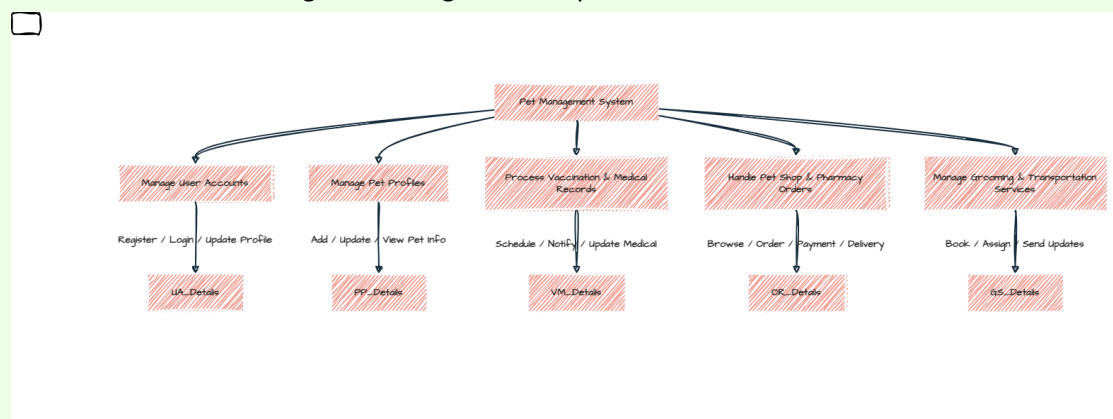 Pet Management System
Manage User Accounts
Manage Pet Profiles
Process Vaccination & Medical
Records
Handle Pet Shop & Pharmacy
Orders
Manage Grooming & Transportation
Services
Register / Login / Update Profile
Add / Update / View Pet Info
Schedule / Notify / Update Medical
Browse / Order / Payment / Delivery
Book / Assign / Send Updates
UA_Details
PP_Details
VM_Details
OR_Details
GS_Details